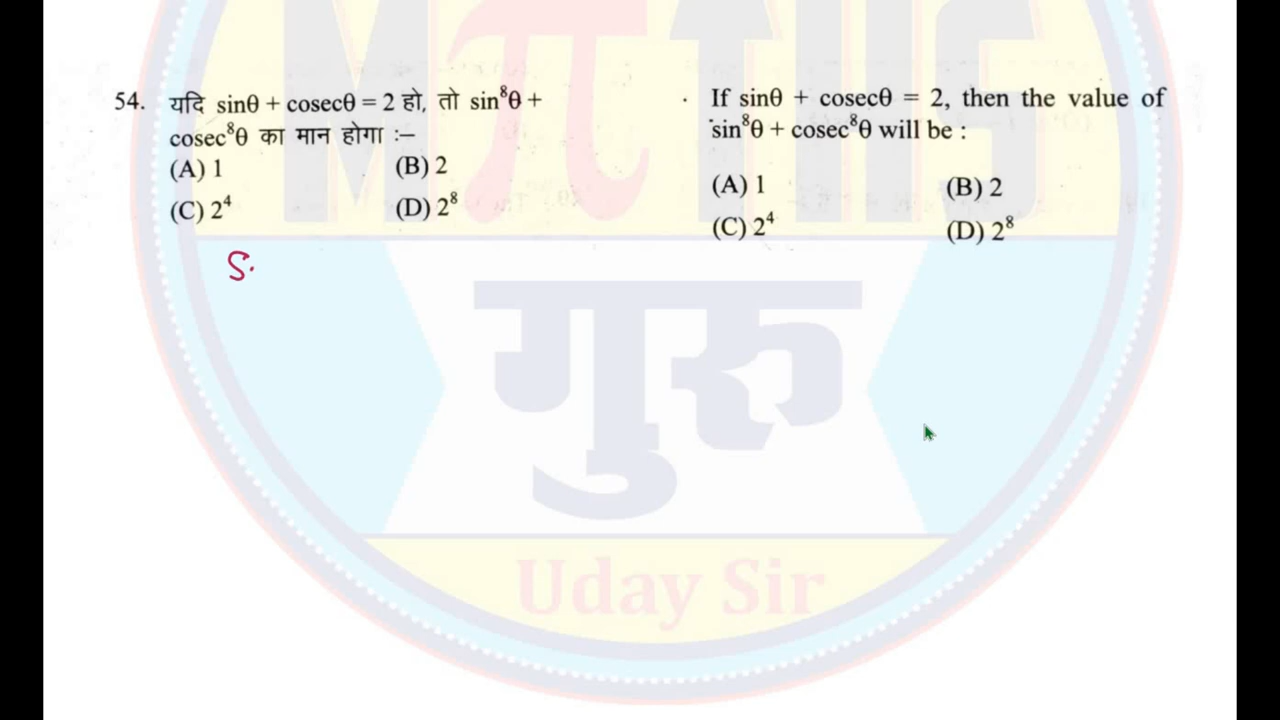 54. यदि sinθ + cosecθ = 2 हो, तो sin⁸θ +
cosec⁸θ का मान होगा :–
(A) 1 (B) 2
(C) 2⁴ (D) 2⁸
If sinθ + cosecθ = 2, then the value of
sin⁸θ + cosec⁸θ will be :
(A) 1 (B) 2
(C) 2⁴ (D) 2⁸
S.
MπTHS
गुरु
Uday Sir